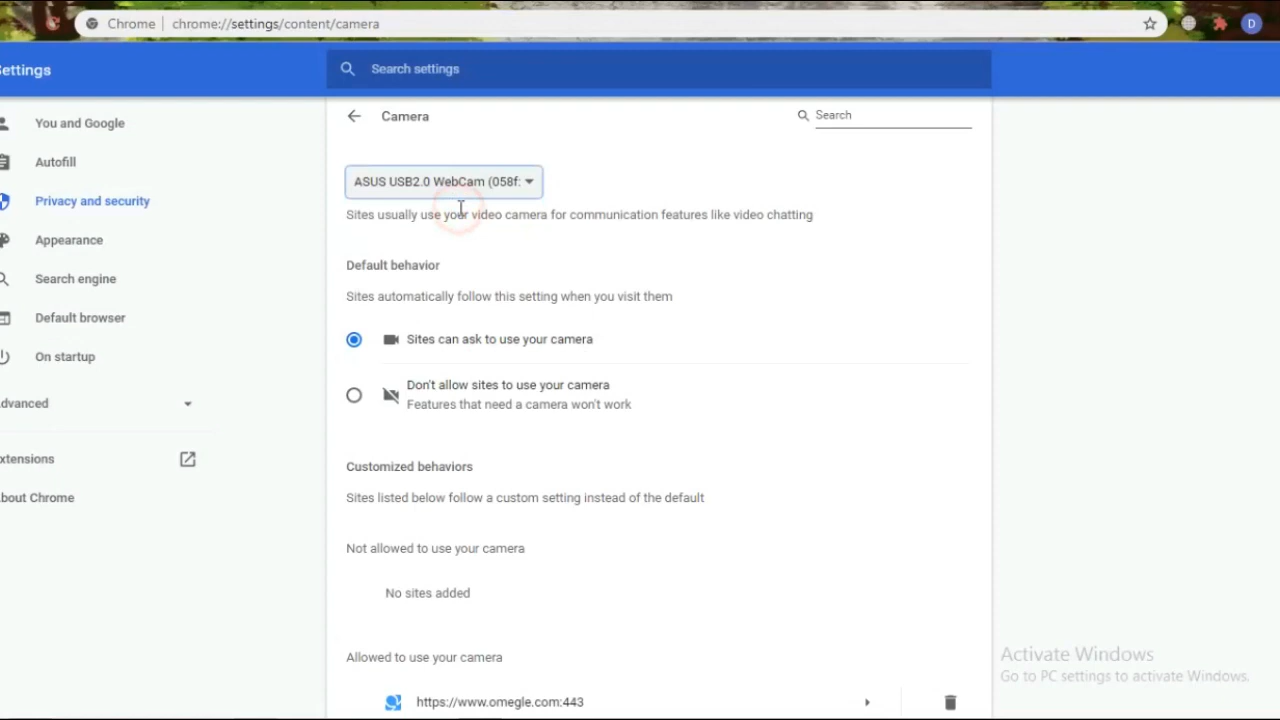 Chrome | chrome://settings/content/camera
D
Settings
Search settings
You and Google
Autofill
Privacy and security
Appearance
Search engine
Default browser
On startup
Advanced
Extensions
About Chrome
Camera
Search
ASUS USB2.0 WebCam (058f:
Sites usually use your video camera for communication features like video chatting
Default behavior
Sites automatically follow this setting when you visit them
Sites can ask to use your camera
Don't allow sites to use your camera
Features that need a camera won't work
Customized behaviors
Sites listed below follow a custom setting instead of the default
Not allowed to use your camera
No sites added
Allowed to use your camera
https://www.omegle.com:443
Activate Windows
Go to PC settings to activate Windows.